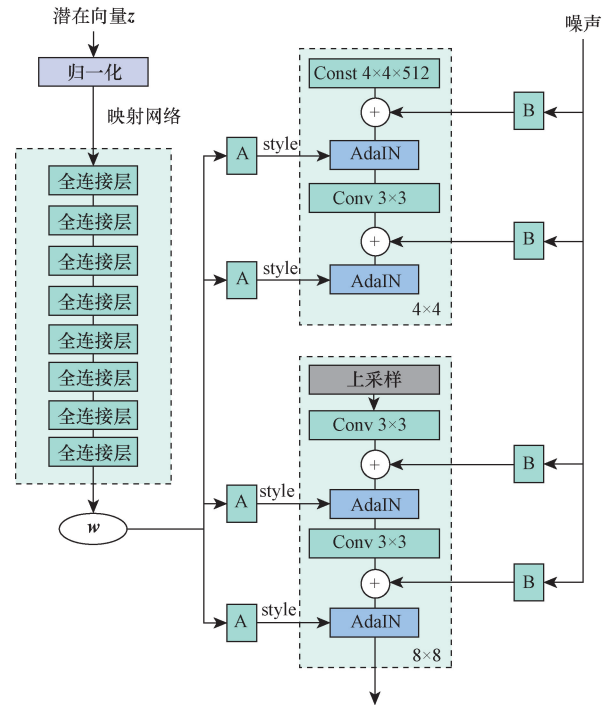 潜在向量z
归一化
映射网络
全连接层
全连接层
全连接层
全连接层
全连接层
全连接层
全连接层
全连接层
w
噪声
Const 4×4×512
+
B
A
style
AdaIN
Conv 3×3
+
B
A
style
AdaIN
4×4
上采样
Conv 3×3
+
B
A
style
AdaIN
Conv 3×3
+
B
A
style
AdaIN
8×8